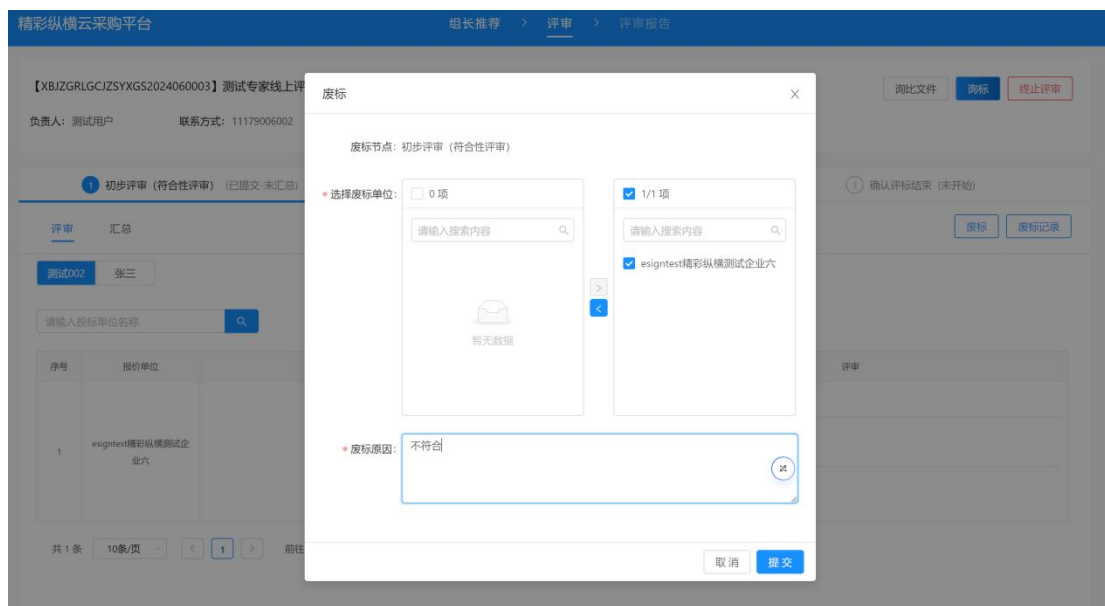 精彩纵横云采购平台
组长推荐 > 评审 > 评审报告
【XBJZGRLGCJZSYXGS2024060003】测试专家线上评
询比文件 询标 终止评审
负责人：测试用户 联系方式：11179006002
废标
废标节点：初步评审（符合性评审）
1 初步评审（符合性评审）（已提交-未汇总）
3 确认评标结束（未开始）
* 选择废标单位： 0 项 1/1 项
评审 汇总
废标 废标记录
请输入搜索内容 请输入搜索内容
测试002 张三
esigntest精彩纵横测试企业六
请输入投标单位名称
暂无数据
序号 报价单位 评审
1 esigntest精彩纵横测试企
业六
* 废标原因： 不符合
共 1 条 10条/页 < 1 > 前往
取 消 提 交